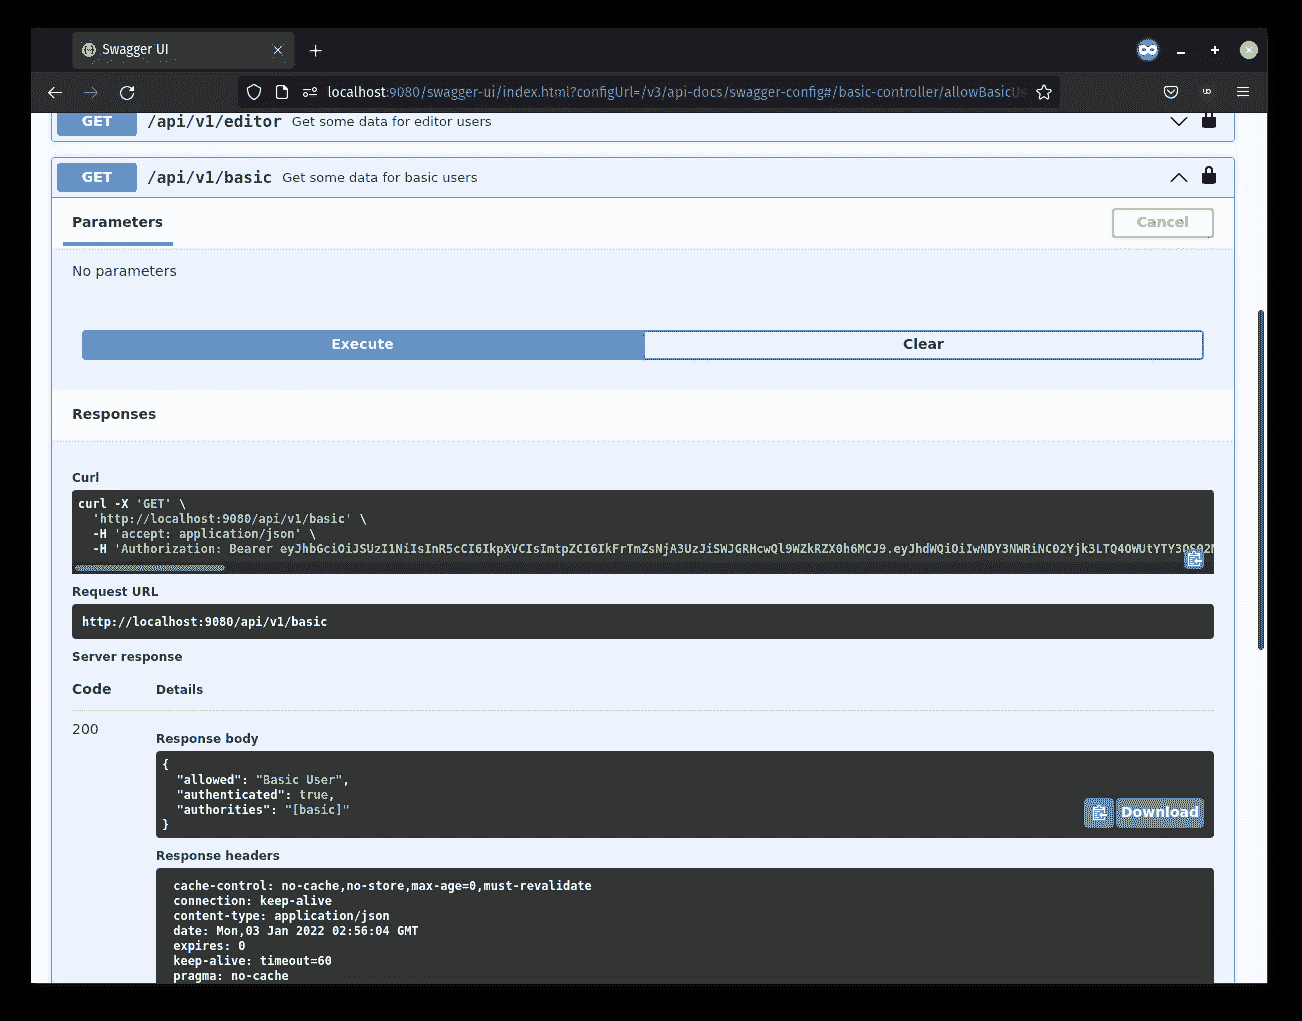 Swagger UI
localhost:9080/swagger-ui/index.html?configUrl=/v3/api-docs/swagger-config#/basic-controller/allowBasicUs
GET /api/v1/editor Get some data for editor users
GET /api/v1/basic Get some data for basic users
Parameters
Cancel
No parameters
Execute
Clear
Responses
Curl
curl -X 'GET' \
'http://localhost:9080/api/v1/basic' \
-H 'accept: application/json' \
-H 'Authorization: Bearer
Request URL
http://localhost:9080/api/v1/basic
Server response
Code Details
200
Response body
{
"allowed": "Basic User",
"authenticated": true,
"authorities": "[basic]"
}
Download
Response headers
cache-control: no-cache,no-store,max-age=0,must-revalidate
connection: keep-alive
content-type: application/json
date: Mon,03 Jan 2022 02:56:04 GMT
expires: 0
keep-alive: timeout=60
pragma: no-cache